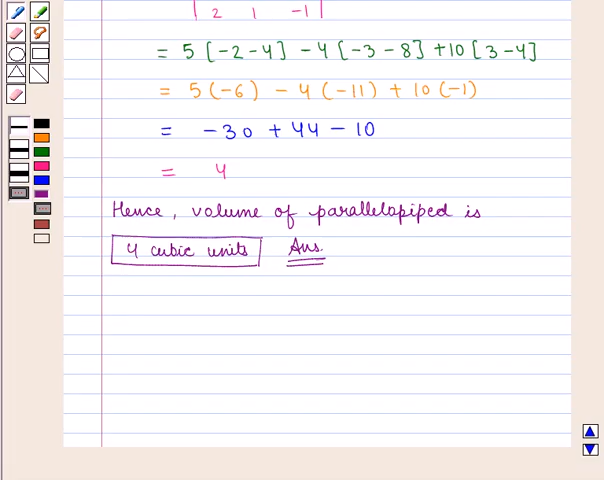 | 2 1 -1 |
= 5 [-2-4] - 4 [-3-8] + 10 [3-4]
= 5 (-6) - 4 (-11) + 10 (-1)
= -30 + 44 - 10
= 4
Hence, volume of parallelopiped is
4 cubic units Ans.